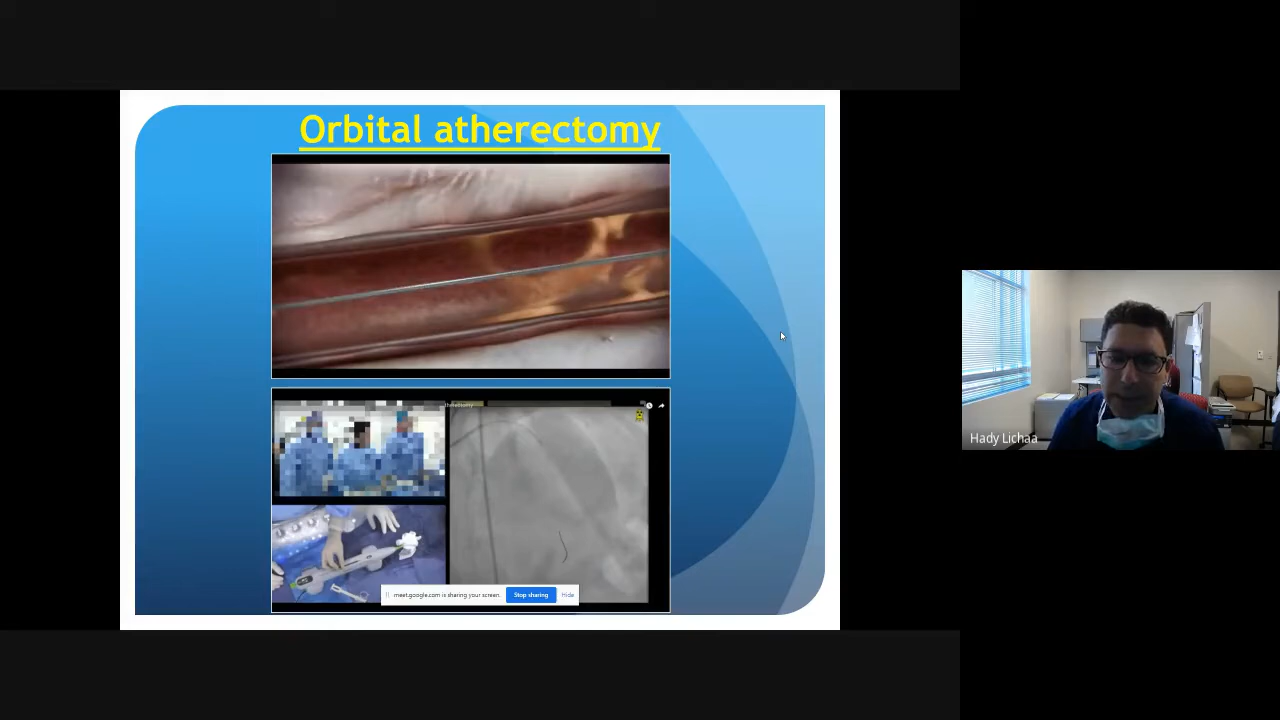 Orbital atherectomy
meet.google.com is sharing your screen.
Stop sharing
Hide
Hady Lichaa